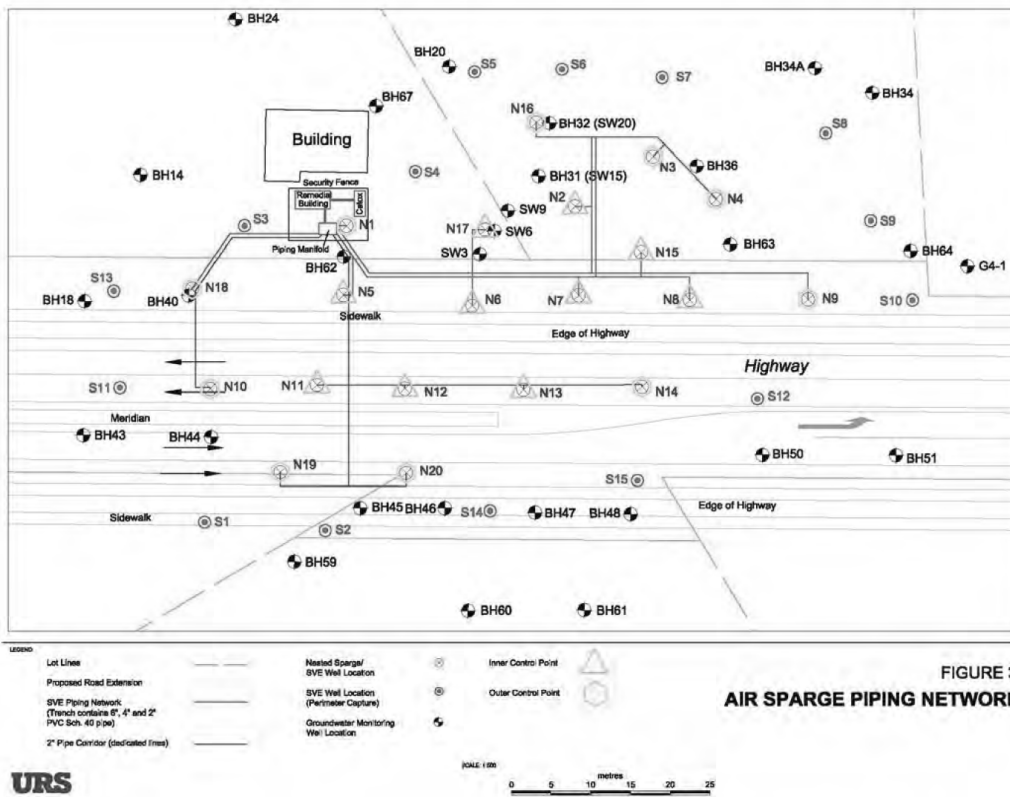 BH24
BH20
S5
S6
S7
BH34A
BH34
BH67
N16
BH32 (SW20)
S8
Building
N3
BH36
BH14
S4
BH31 (SW15)
Security Fence
Remedial
Building
Catox
N2
N4
S3
N1
SW9
S9
N17
SW6
Piping Manifold
SW3
N15
BH63
BH64
BH62
G4-1
S13
BH18
BH40
N18
N5
N6
N7
N8
N9
S10
Sidewalk
Edge of Highway
Highway
S11
N10
N11
N12
N13
N14
S12
Meridian
BH43
BH44
BH50
BH51
N19
N20
S15
BH45
BH46
S14
BH47
BH48
Edge of Highway
Sidewalk
S1
S2
BH59
BH60
BH61
LEGEND
Lot Lines
Proposed Road Extension
SVE Piping Network
(Trench contains 6", 4" and 2"
PVC Sch. 40 pipe)
2" Pipe Corridor (dedicated lines)
Nested Sparge/
SVE Well Location
SVE Well Location
(Perimeter Capture)
Groundwater Monitoring
Well Location
Inner Control Point
Outer Control Point
FIGURE 3
AIR SPARGE PIPING NETWORK
URS
metres
0 5 10 15 20 25